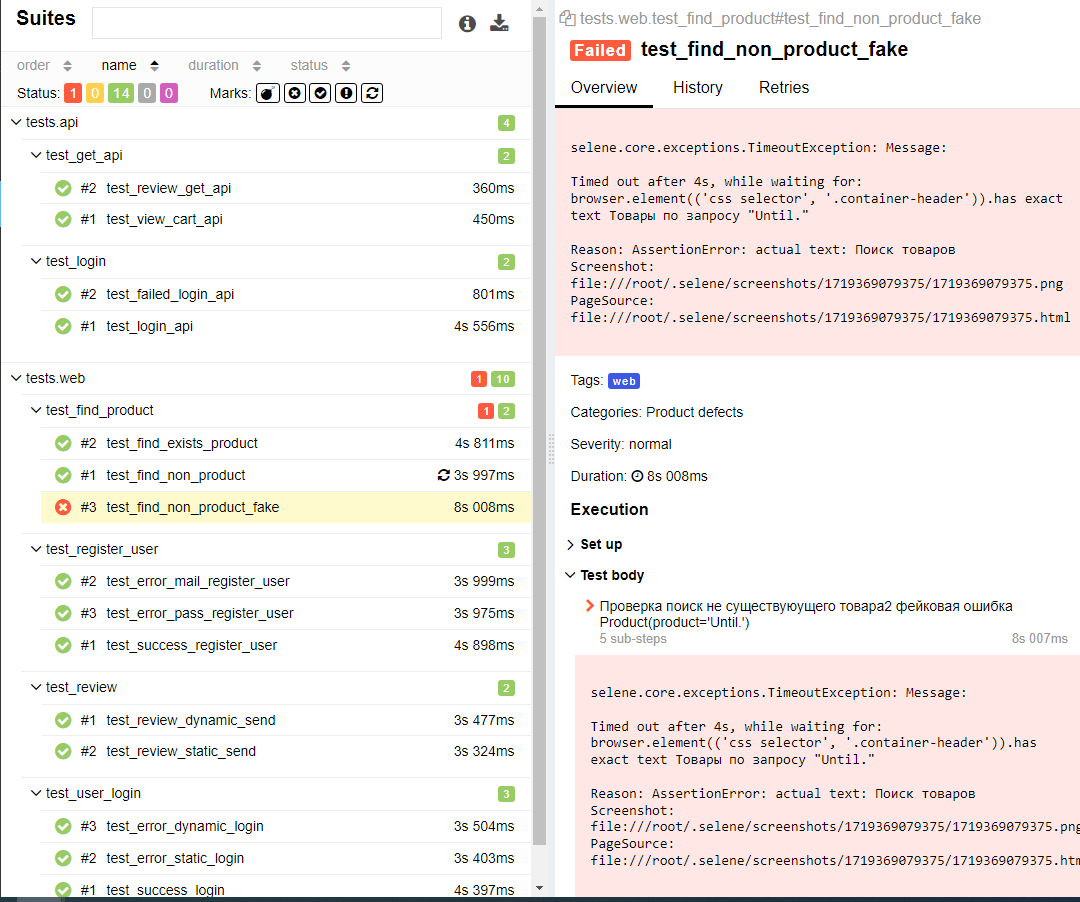 Suites
order name duration status
Status: 1 0 14 0 0 Marks:
tests.api 4
test_get_api 2
#2 test_review_get_api 360ms
#1 test_view_cart_api 450ms
test_login 2
#2 test_failed_login_api 801ms
#1 test_login_api 4s 556ms
tests.web 1 10
test_find_product 1 2
#2 test_find_exists_product 4s 811ms
#1 test_find_non_product 3s 997ms
#3 test_find_non_product_fake 8s 008ms
test_register_user 3
#2 test_error_mail_register_user 3s 999ms
#3 test_error_pass_register_user 3s 975ms
#1 test_success_register_user 4s 898ms
test_review 2
#1 test_review_dynamic_send 3s 477ms
#2 test_review_static_send 3s 324ms
test_user_login 3
#3 test_error_dynamic_login 3s 504ms
#2 test_error_static_login 3s 403ms
#1 test_success_login 4s 397ms
tests.web.test_find_product#test_find_non_product_fake
Failed test_find_non_product_fake
Overview History Retries
selene.core.exceptions.TimeoutException: Message:
Timed out after 4s, while waiting for:
browser.element(('css selector', '.container-header')).has exact
text Товары по запросу "Until."
Reason: AssertionError: actual text: Поиск товаров
Screenshot:
file:///root/.selene/screenshots/1719369079375/1719369079375.png
PageSource:
file:///root/.selene/screenshots/1719369079375/1719369079375.html
Tags: web
Categories: Product defects
Severity: normal
Duration: 8s 008ms
Execution
Set up
Test body
Проверка поиск не существуюущего товара2 фейковая ошибка
Product(product='Until.')
5 sub-steps 8s 007ms
selene.core.exceptions.TimeoutException: Message:
Timed out after 4s, while waiting for:
browser.element(('css selector', '.container-header')).has
exact text Товары по запросу "Until."
Reason: AssertionError: actual text: Поиск товаров
Screenshot:
file:///root/.selene/screenshots/1719369079375/1719369079375.png
PageSource:
file:///root/.selene/screenshots/1719369079375/1719369079375.htm